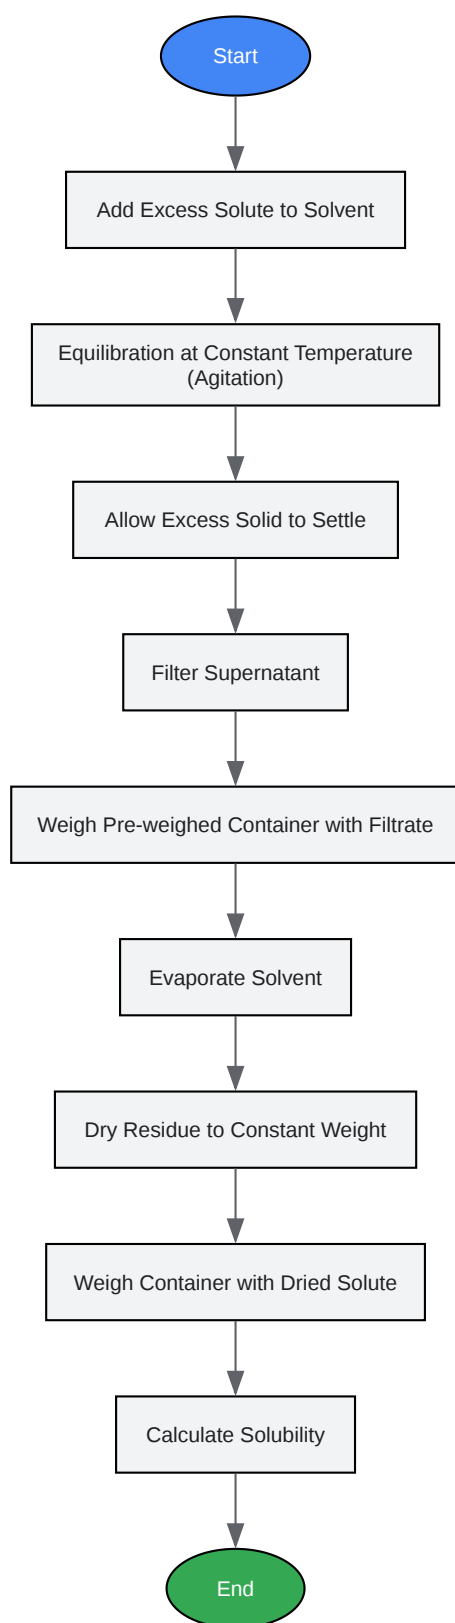 Start
Add Excess Solute to Solvent
Equilibration at Constant Temperature
(Agitation)
Allow Excess Solid to Settle
Filter Supernatant
Weigh Pre-weighed Container with Filtrate
Evaporate Solvent
Dry Residue to Constant Weight
Weigh Container with Dried Solute
Calculate Solubility
End